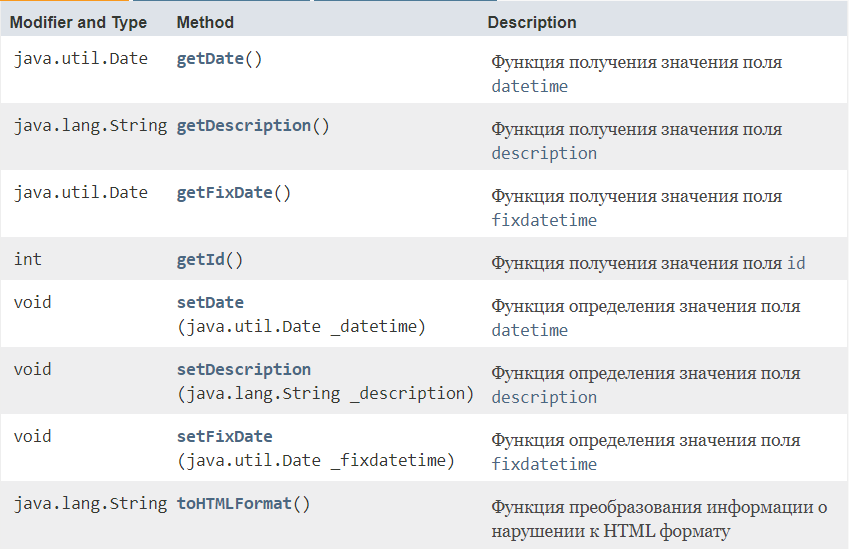 Modifier and Type Method Description
java.util.Date getDate() Функция получения значения поля
datetime
java.lang.String getDescription() Функция получения значения поля
description
java.util.Date getFixDate() Функция получения значения поля
fixdatetime
int getId() Функция получения значения поля id
void setDate Функция определения значения поля
(java.util.Date _datetime) datetime
void setDescription Функция определения значения поля
(java.lang.String _description) description
void setFixDate Функция определения значения поля
(java.util.Date _fixdatetime) fixdatetime
java.lang.String toHTMLFormat() Функция преобразования информации о
нарушении к HTML формату